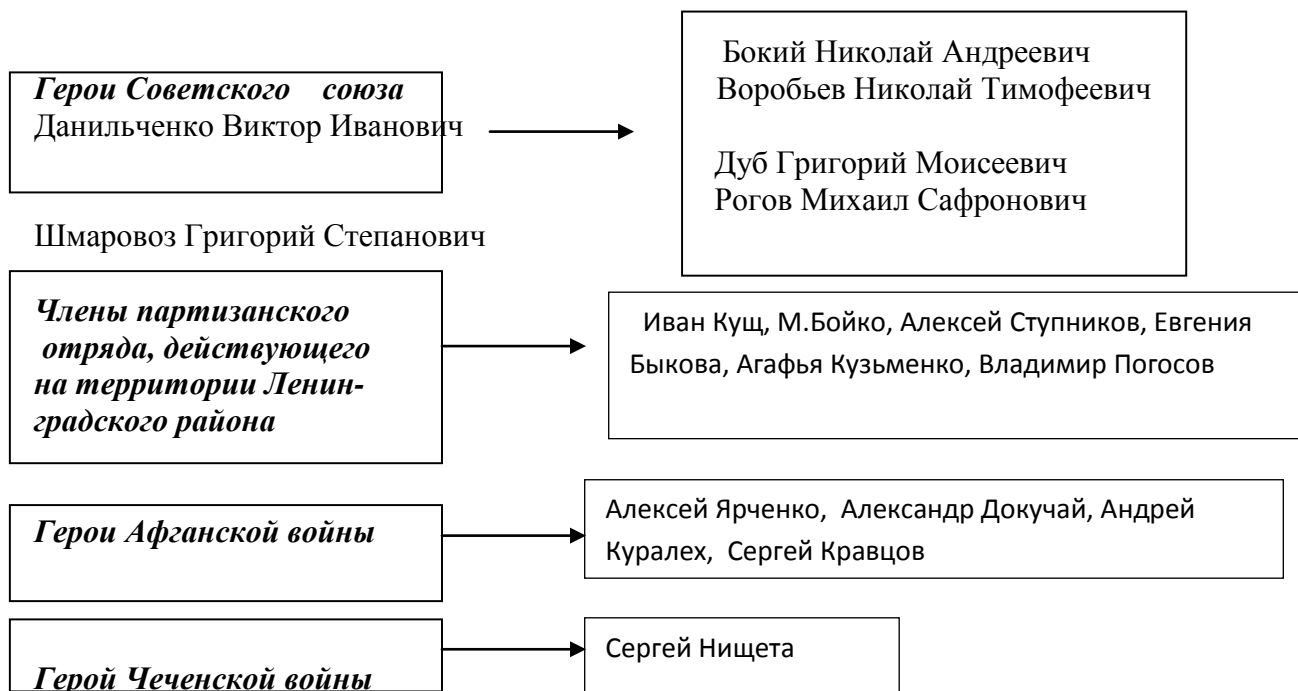 Герои Советского союза
Данильченко Виктор Иванович
Бокий Николай Андреевич
Воробьев Николай Тимофеевич
Дуб Григорий Моисеевич
Рогов Михаил Сафронович
Шмаровоз Григорий Степанович
Члены партизанского
отряда, действующего
на территории Ленин-
градского района
Иван Кущ, М.Бойко, Алексей Ступников, Евгения
Быкова, Агафья Кузьменко, Владимир Погосов
Герои Афганской войны
Алексей Ярченко, Александр Докучай, Андрей
Куралех, Сергей Кравцов
Герой Чеченской войны
Сергей Нищета